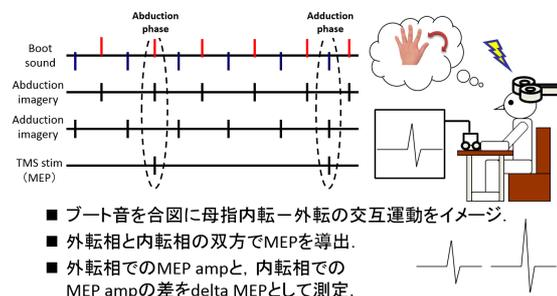 Abduction phase
Adduction phase
Boot sound
Abduction imagery
Adduction imagery
TMS stim (MEP)
■ ブート音を合図に母指内転－外転の交互運動をイメージ.
■ 外転相と内転相の双方でMEPを導出.
■ 外転相でのMEP ampと，内転相での
MEP ampの差をdelta MEPとして測定.